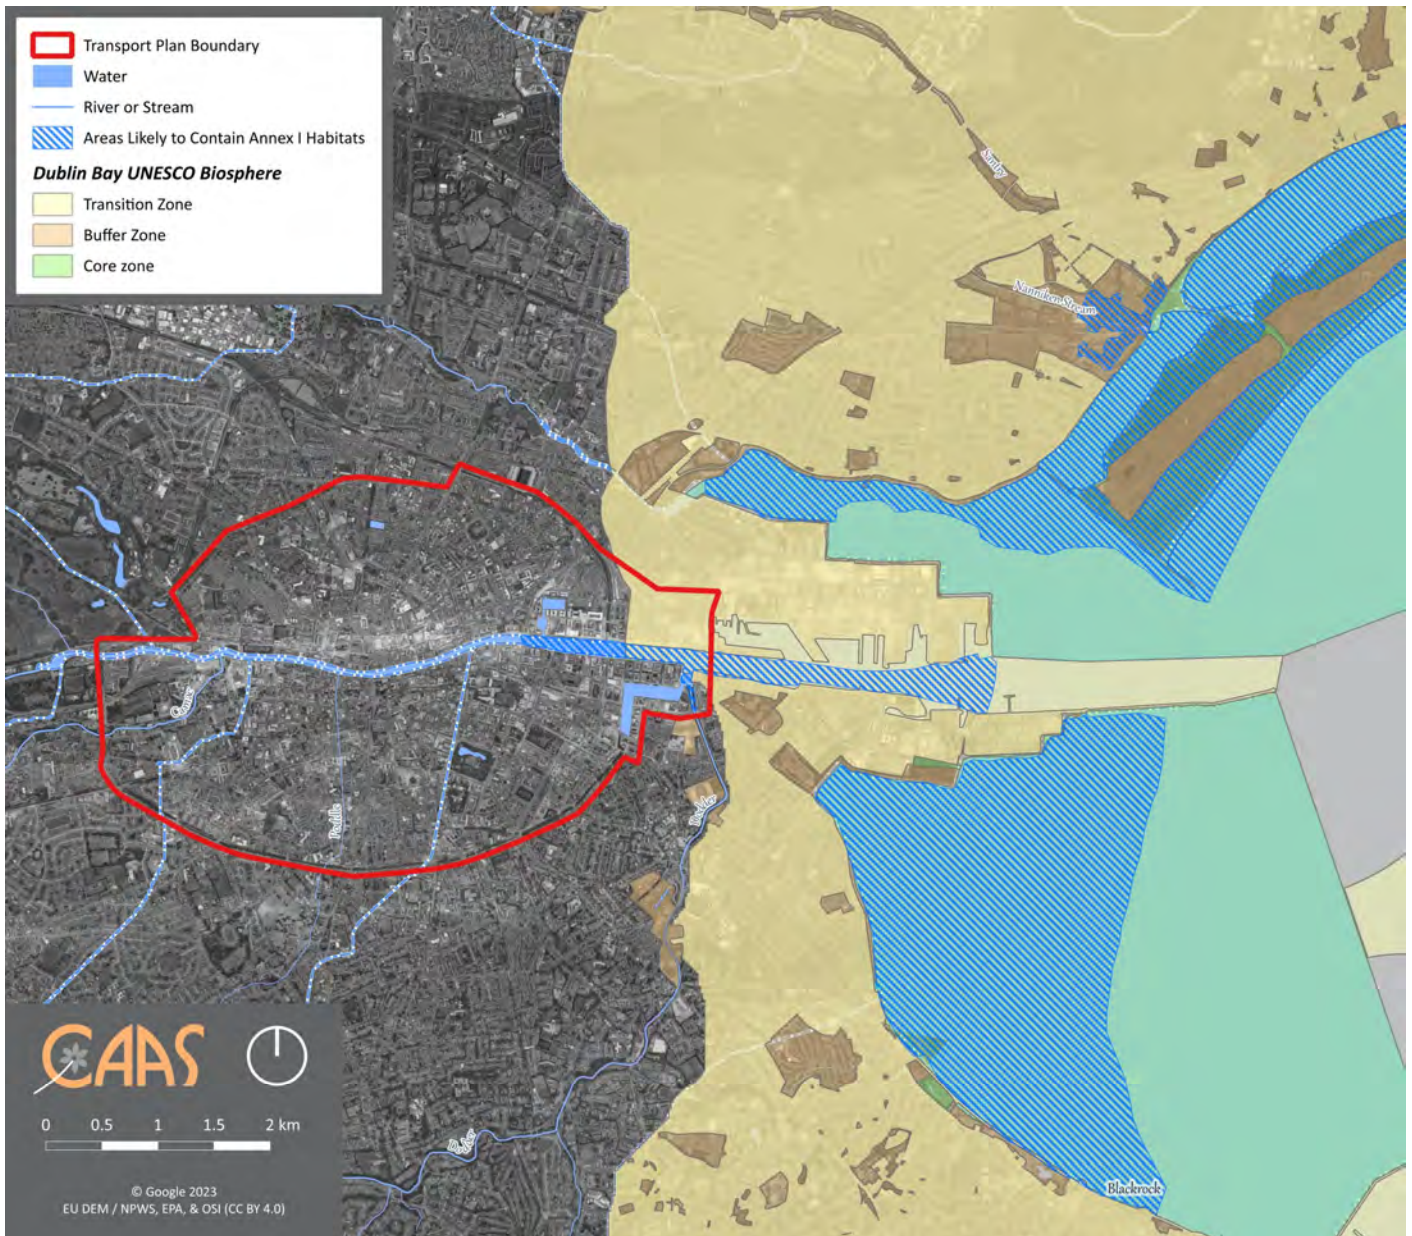 Transport Plan Boundary
Water
River or Stream
Areas Likely to Contain Annex I Habitats
Dublin Bay UNESCO Biosphere
Transition Zone
Buffer Zone
Core zone
Santry
Nanniken Stream
Camac
Poddle
Dodder
Dodder
Blackrock
CAAS
0 0.5 1 1.5 2 km
© Google 2023
EU DEM / NPWS, EPA, & OSI (CC BY 4.0)